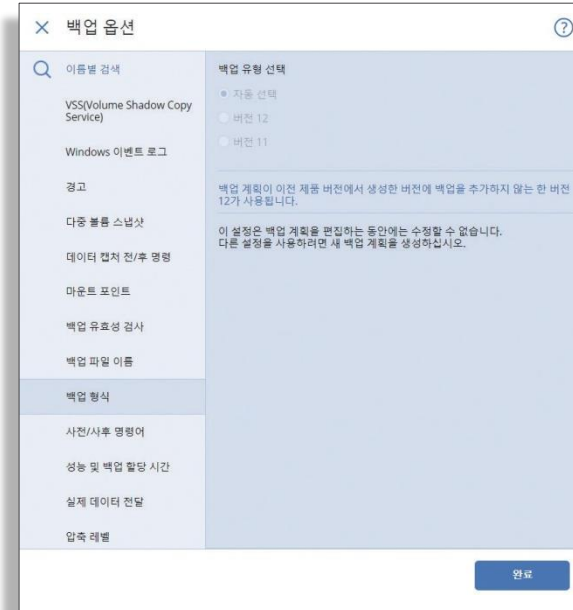 백업 옵션
이름별 검색
VSS(Volume Shadow Copy
Service)
Windows 이벤트 로그
경고
다중 볼륨 스냅샷
데이터 캡처 전/후 명령
마운트 포인트
백업 유효성 검사
백업 파일 이름
백업 형식
사전/사후 명령어
성능 및 백업 할당 시간
실제 데이터 전달
압축 레벨
백업 유형 선택
자동 선택
버전 12
버전 11
백업 계획이 이전 제품 버전에서 생성한 버전에 백업을 추가하지 않는 한 버전
12가 사용됩니다.
이 설정은 백업 계획을 편집하는 동안에는 수정할 수 없습니다.
다른 설정을 사용하려면 새 백업 계획을 생성하십시오.
완료